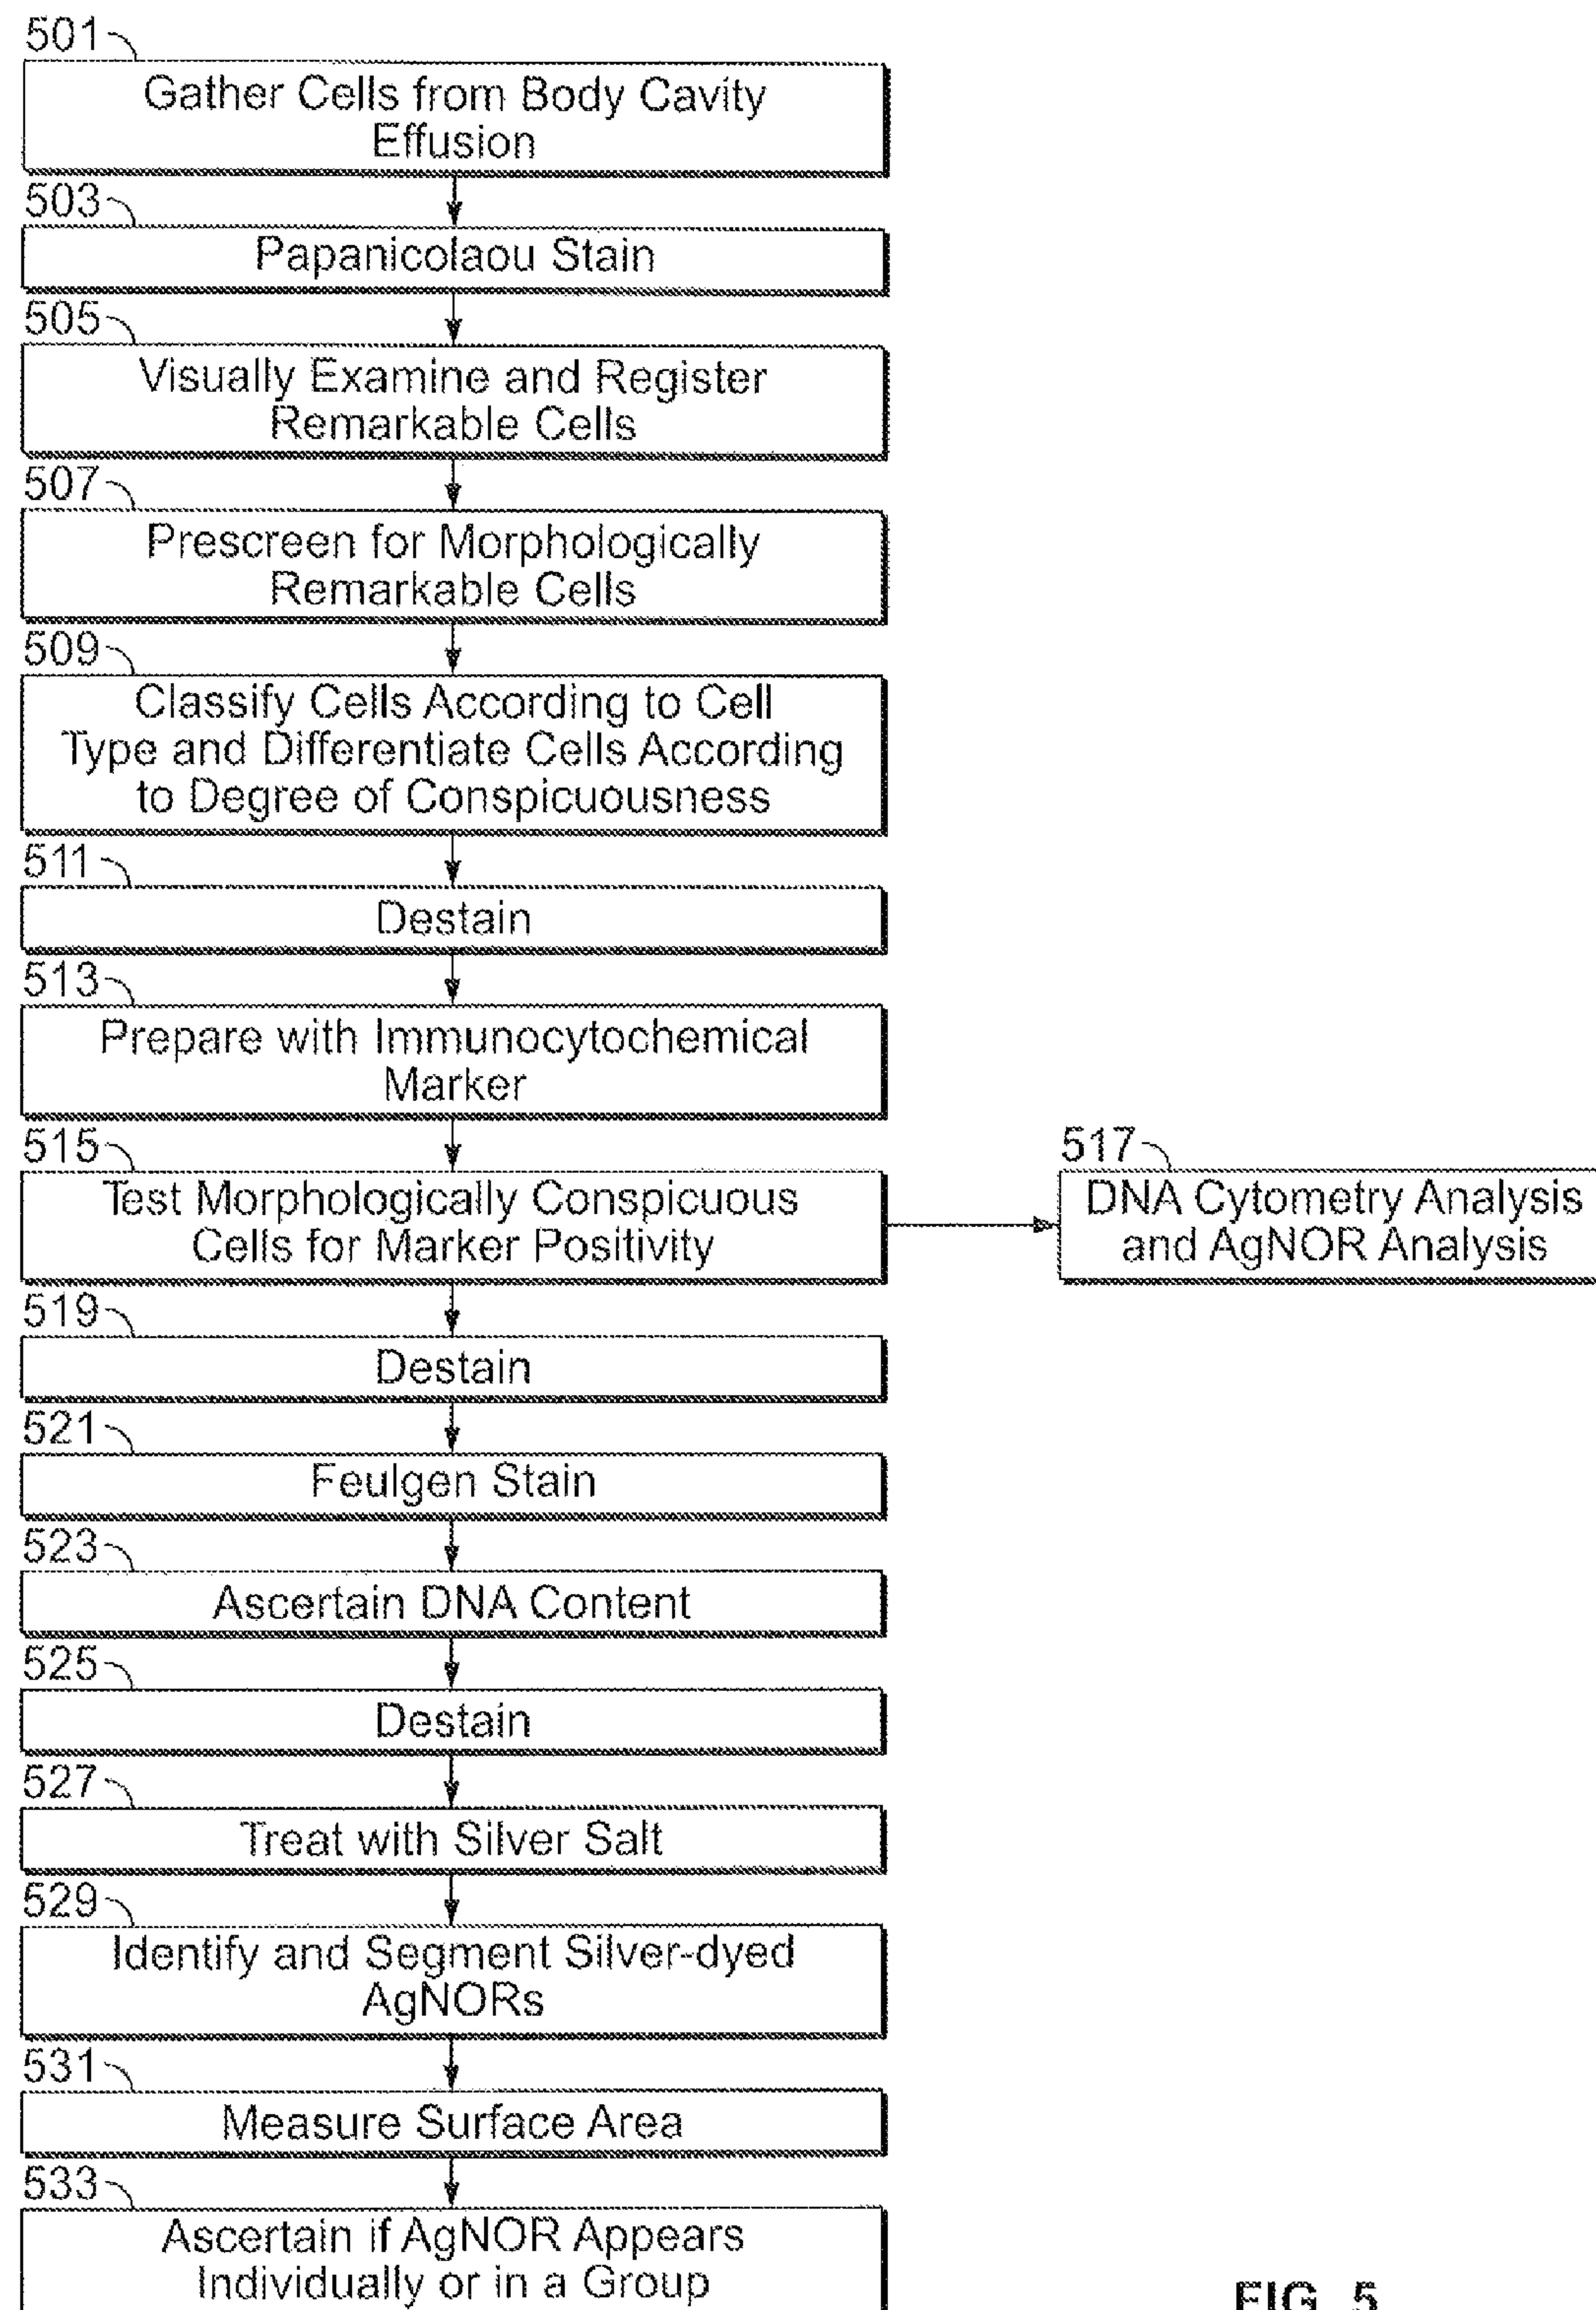 501
Gather Cells from Body Cavity
Effusion
503
Papanicolaou Stain
505
Visually Examine and Register
Remarkable Cells
507
Prescreen for Morphologically
Remarkable Cells
509
Classify Cells According to Cell
Type and Differentiate Cells According
to Degree of Conspicuousness
511
Destain
513
Prepare with Immunocytochemical
Marker
515
Test Morphologically Conspicuous
Cells for Marker Positivity
517
DNA Cytometry Analysis
and AgNOR Analysis
519
Destain
521
Feulgen Stain
523
Ascertain DNA Content
525
Destain
527
Treat with Silver Salt
529
Identify and Segment Silver-dyed
AgNORs
531
Measure Surface Area
533
Ascertain if AgNOR Appears
Individually or in a Group
FIG. 5